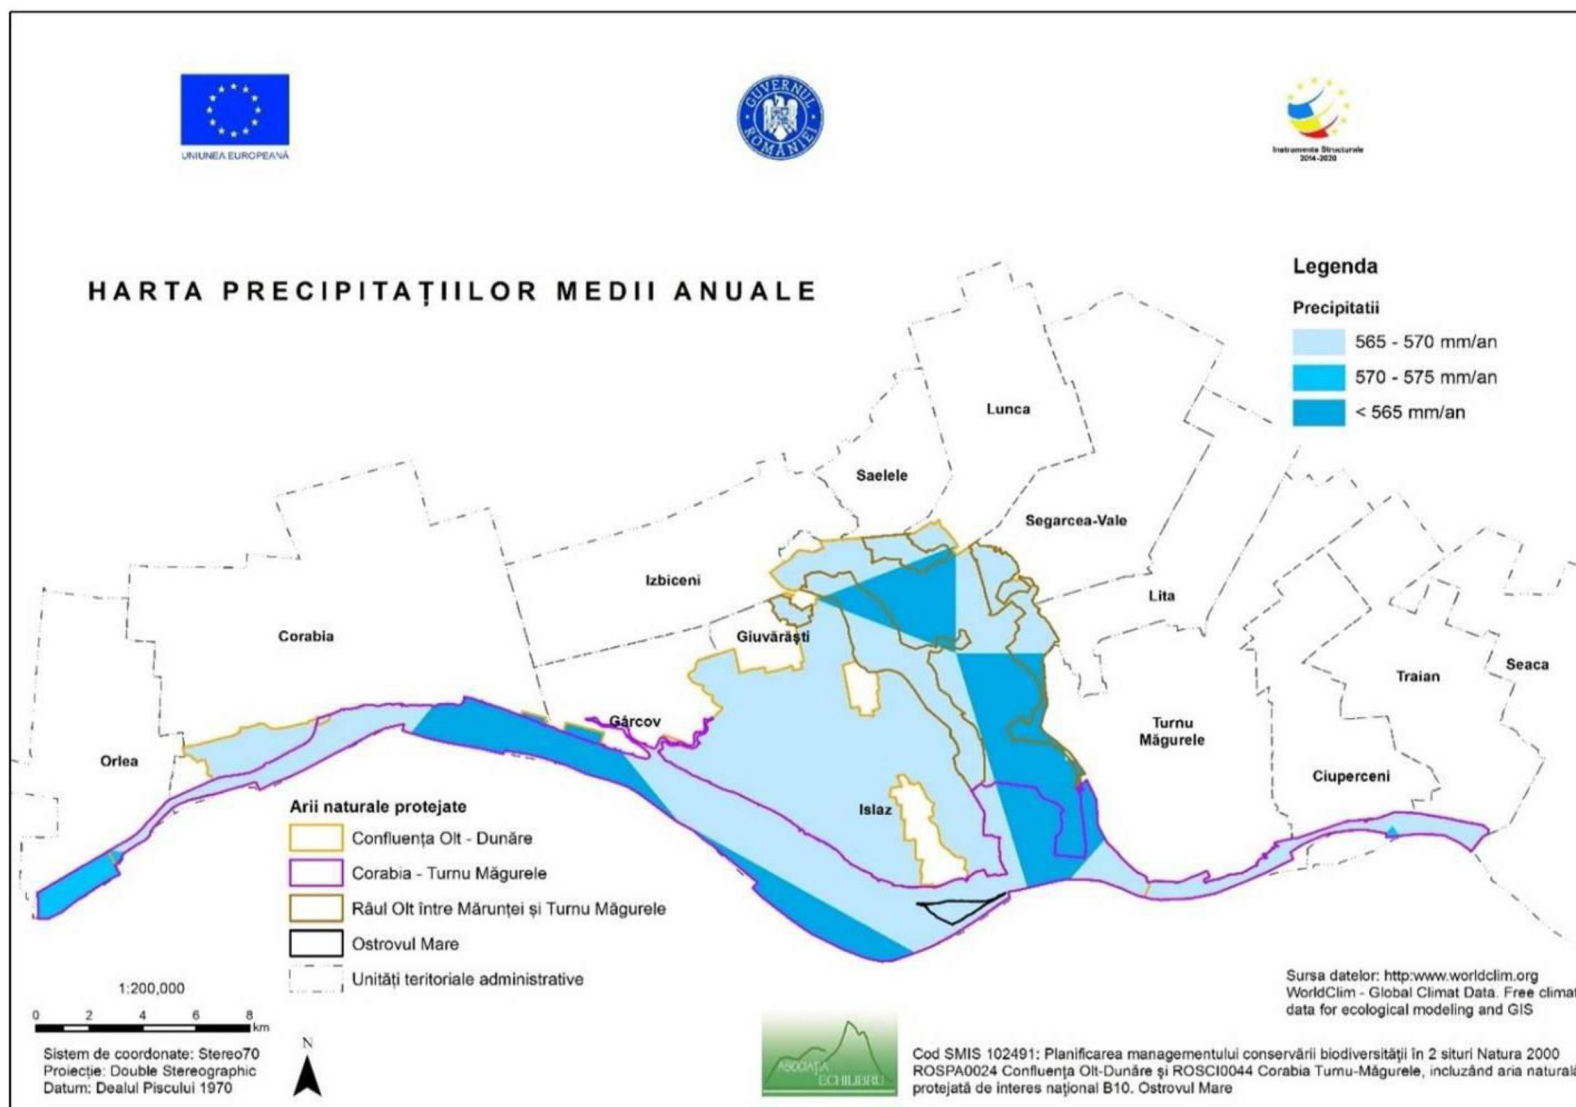 UNIUNEA EUROPEANĂ
GUVERNUL ROMÂNIEI
Instrumente Structurale
2014-2020
HARTA PRECIPITAȚIILOR MEDII ANUALE
Legenda
Precipitatii
565 - 570 mm/an
570 - 575 mm/an
< 565 mm/an
Lunca
Saelele
Segarcea-Vale
Izbiceni
Lita
Corabia
Giuvărăști
Seaca
Traian
Gârcov
Turnu
Măgurele
Orlea
Ciuperceni
Islaz
Arii naturale protejate
Confluența Olt - Dunăre
Corabia - Turnu Măgurele
Râul Olt între Mărunței și Turnu Măgurele
Ostrovul Mare
Unități teritoriale administrative
1:200,000
0 2 4 6 8
km
Sistem de coordonate: Stereo70
Proiecție: Double Stereographic
Datum: Dealul Piscului 1970
N
Sursa datelor: http:www.worldclim.org
WorldClim - Global Climat Data. Free climat
data for ecological modeling and GIS
ASOCIAȚIA
ECHILIBRU
Cod SMIS 102491: Planificarea managementului conservării biodiversității în 2 situri Natura 2000
ROSPA0024 Confluența Olt-Dunăre și ROSCI0044 Corabia Turnu-Măgurele, incluzând aria naturală
protejată de interes național B10. Ostrovul Mare